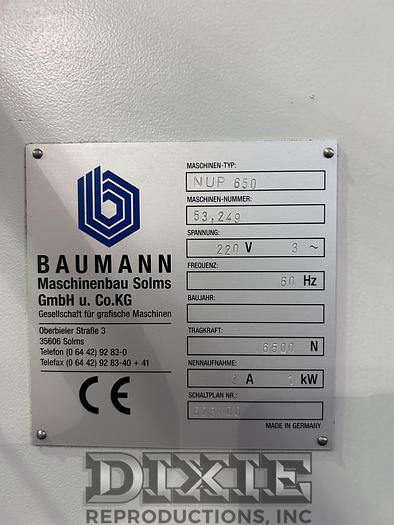 BAUMANN
Maschinenbau Solms
GmbH u. Co.KG
Gesellschaft für grafische Maschinen
Oberbieler Straße 3
35606 Solms
Telefon (0 64 42) 92 83-0
Telefax (0 64 42) 92 83-40 + 41
CE
MASCHINEN-TYP:
NUP 650
MASCHINEN-NUMMER:
53,249
SPANNUNG:
220 V 3 ~
FREQUENZ:
60 Hz
BAUJAHR:
TRAGKRAFT:
6500 N
NENNAUFNAHME:
2 A 1 kW
SCHALTPLAN NR.:
MADE IN GERMANY
DIXIE
REPRODUCTIONS, INC